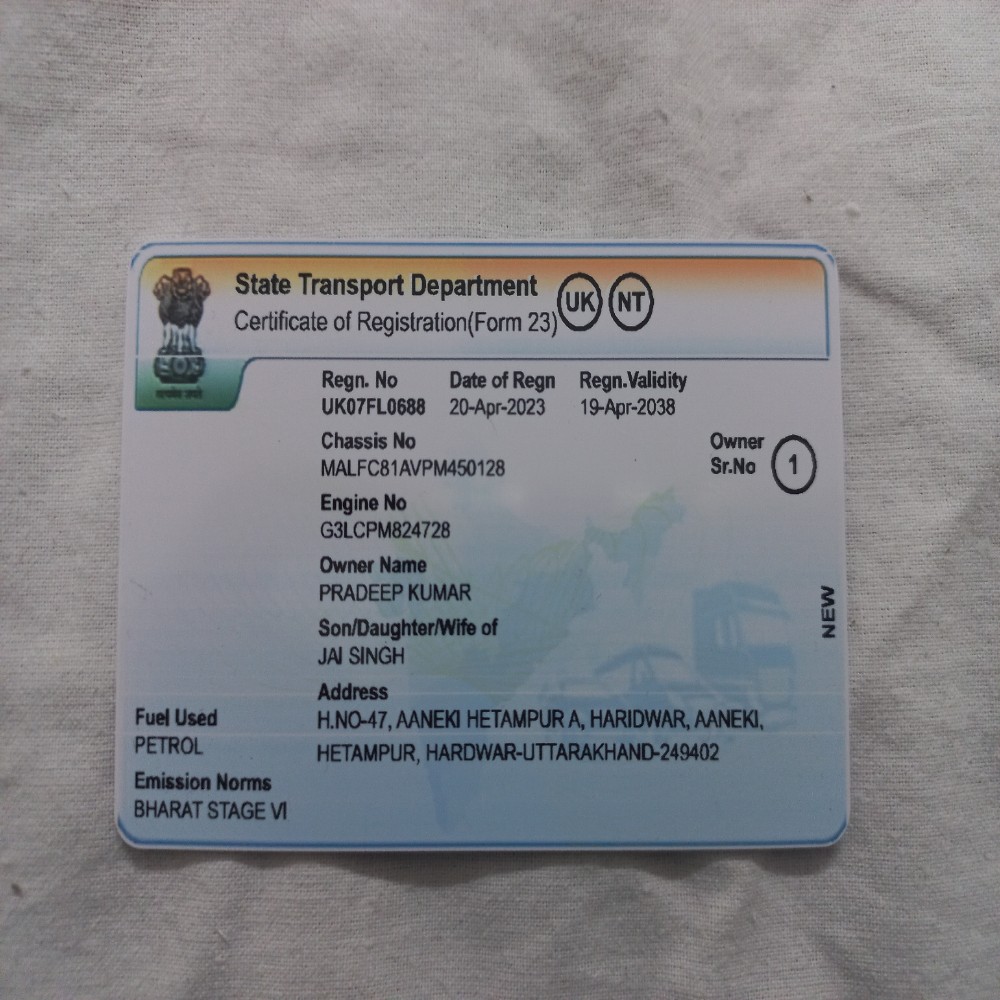 State Transport Department
Certificate of Registration(Form 23)
UK NT
Regn. No Date of Regn Regn.Validity
UK07FL0688 20-Apr-2023 19-Apr-2038
Chassis No
MALFC81AVPM450128
Owner
Sr.No 1
Engine No
G3LCPM824728
Owner Name
PRADEEP KUMAR
NEW
Son/Daughter/Wife of
JAI SINGH
Address
H.NO-47, AANEKI HETAMPUR A, HARIDWAR, AANEKI,
HETAMPUR, HARDWAR-UTTARAKHAND-249402
Fuel Used
PETROL
Emission Norms
BHARAT STAGE VI